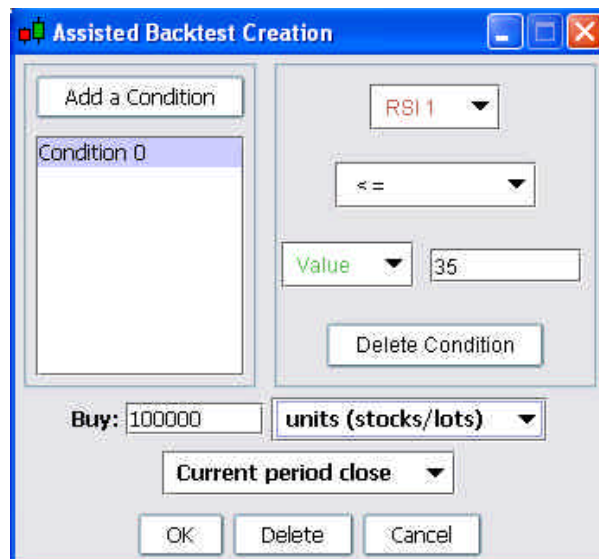 Assisted Backtest Creation
Add a Condition
Condition 0
RSI 1
<=
Value
35
Delete Condition
Buy: 100000 units (stocks/lots)
Current period close
OK Delete Cancel